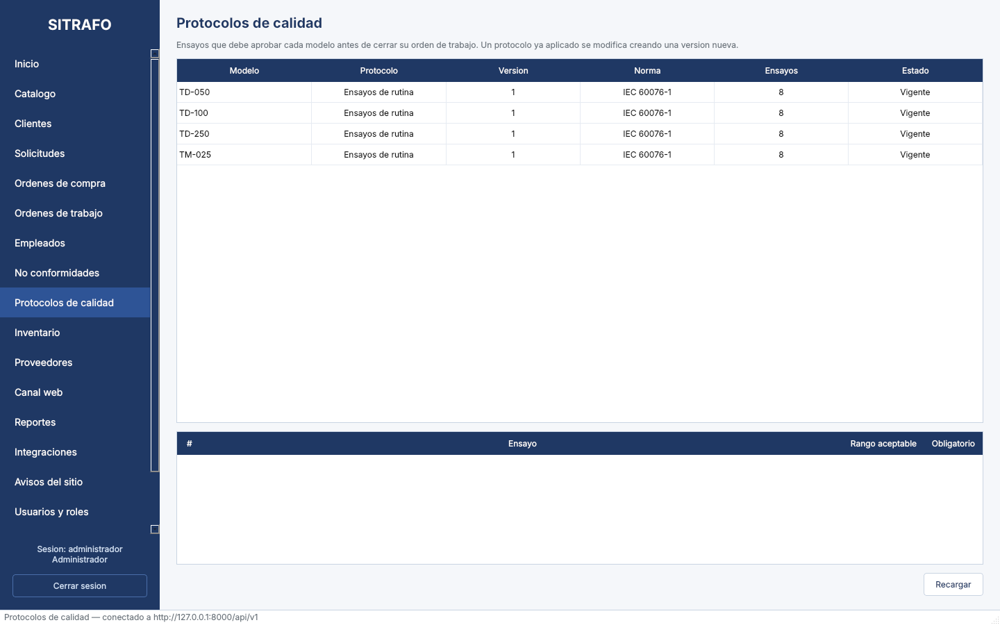 SITRAFO
Inicio
Catalogo
Clientes
Solicitudes
Ordenes de compra
Ordenes de trabajo
Empleados
No conformidades
Protocolos de calidad
Inventario
Proveedores
Canal web
Reportes
Integraciones
Avisos del sitio
Usuarios y roles
Sesion: administrador
Administrador
Cerrar sesion
Protocolos de calidad
Ensayos que debe aprobar cada modelo antes de cerrar su orden de trabajo. Un protocolo ya aplicado se modifica creando una version nueva.
Modelo Protocolo Version Norma Ensayos Estado
TD-050 Ensayos de rutina 1 IEC 60076-1 8 Vigente
TD-100 Ensayos de rutina 1 IEC 60076-1 8 Vigente
TD-250 Ensayos de rutina 1 IEC 60076-1 8 Vigente
TM-025 Ensayos de rutina 1 IEC 60076-1 8 Vigente
# Ensayo Rango aceptable Obligatorio
Recargar
Protocolos de calidad — conectado a http://127.0.0.1:8000/api/v1